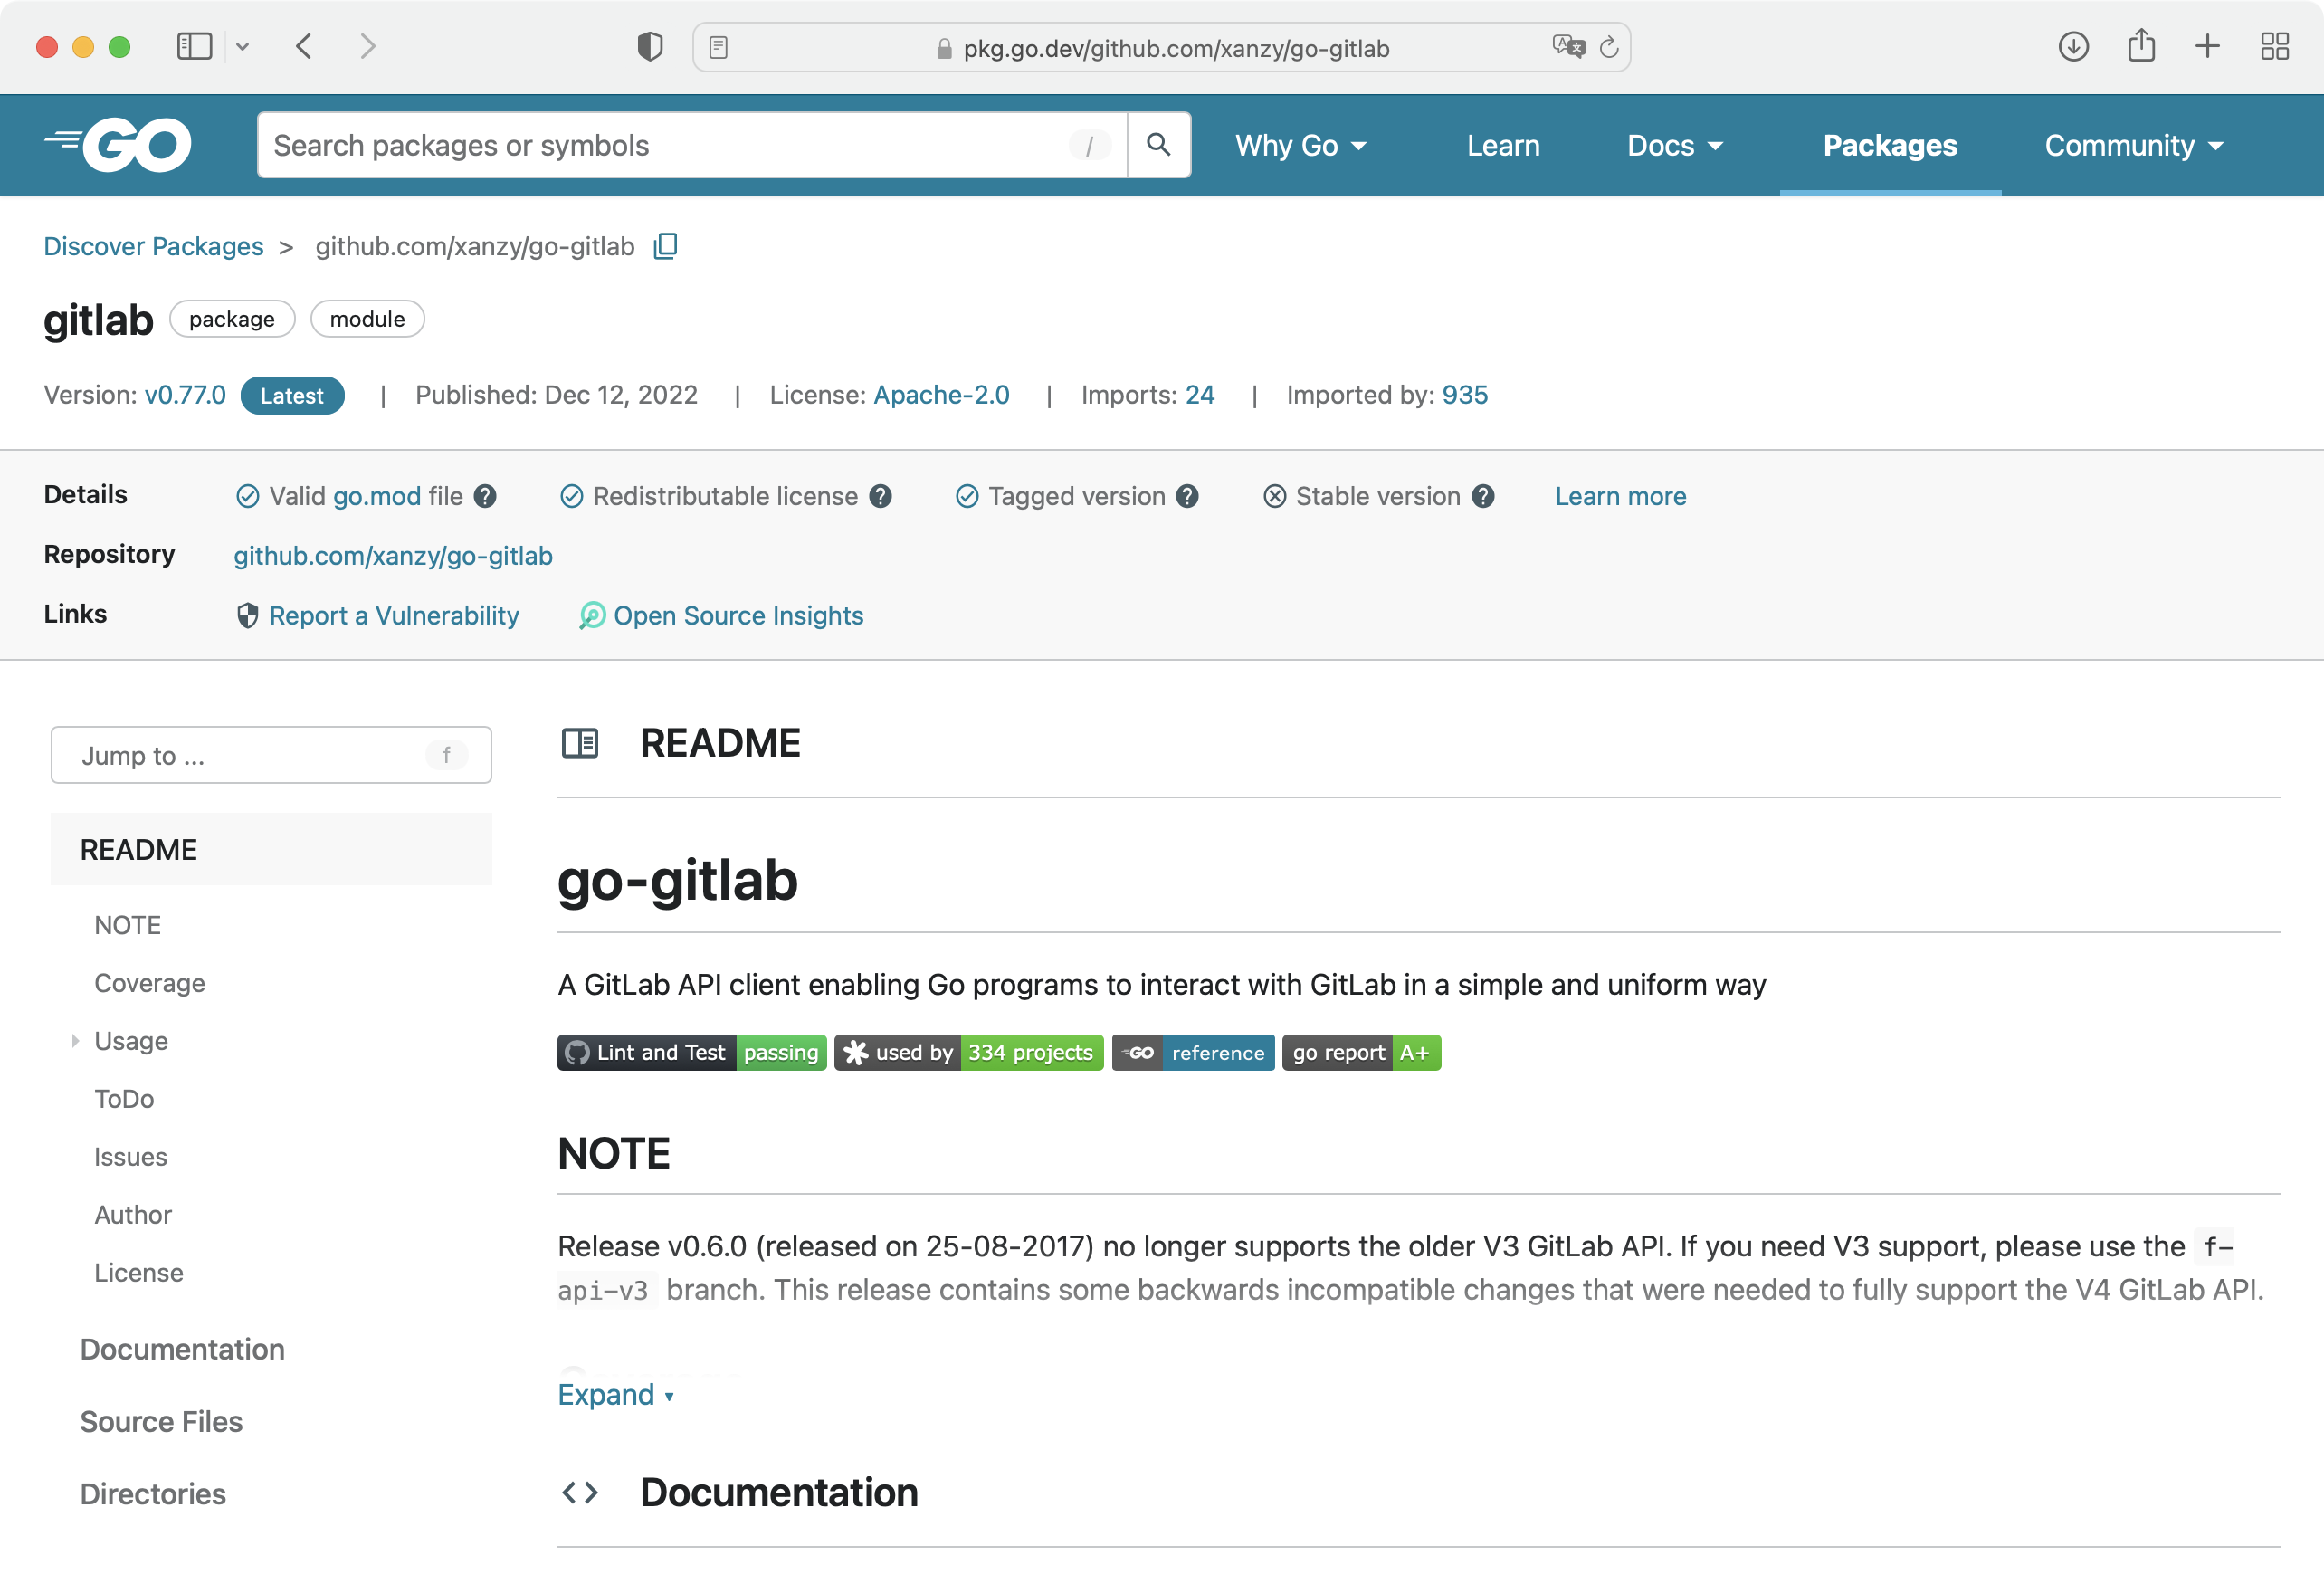 pkg.go.dev/github.com/xanzy/go-gitlab
GO Search packages or symbols / Why Go Learn Docs Packages Community
Discover Packages > github.com/xanzy/go-gitlab
gitlab package module
Version: v0.77.0 Latest | Published: Dec 12, 2022 | License: Apache-2.0 | Imports: 24 | Imported by: 935
Details Valid go.mod file ? Redistributable license ? Tagged version ? Stable version ? Learn more
Repository github.com/xanzy/go-gitlab
Links Report a Vulnerability Open Source Insights
Jump to ... f
README
NOTE
Coverage
Usage
ToDo
Issues
Author
License
Documentation
Source Files
Directories
README
go-gitlab
A GitLab API client enabling Go programs to interact with GitLab in a simple and uniform way
Lint and Test passing used by 334 projects GO reference go report A+
NOTE
Release v0.6.0 (released on 25-08-2017) no longer supports the older V3 GitLab API. If you need V3 support, please use the f-
api-v3 branch. This release contains some backwards incompatible changes that were needed to fully support the V4 GitLab API.
Expand ▾
Documentation